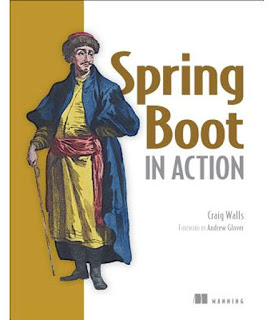 Spring
Boot
IN ACTION
Craig Walls
Foreword by Andrew Glover
MANNING